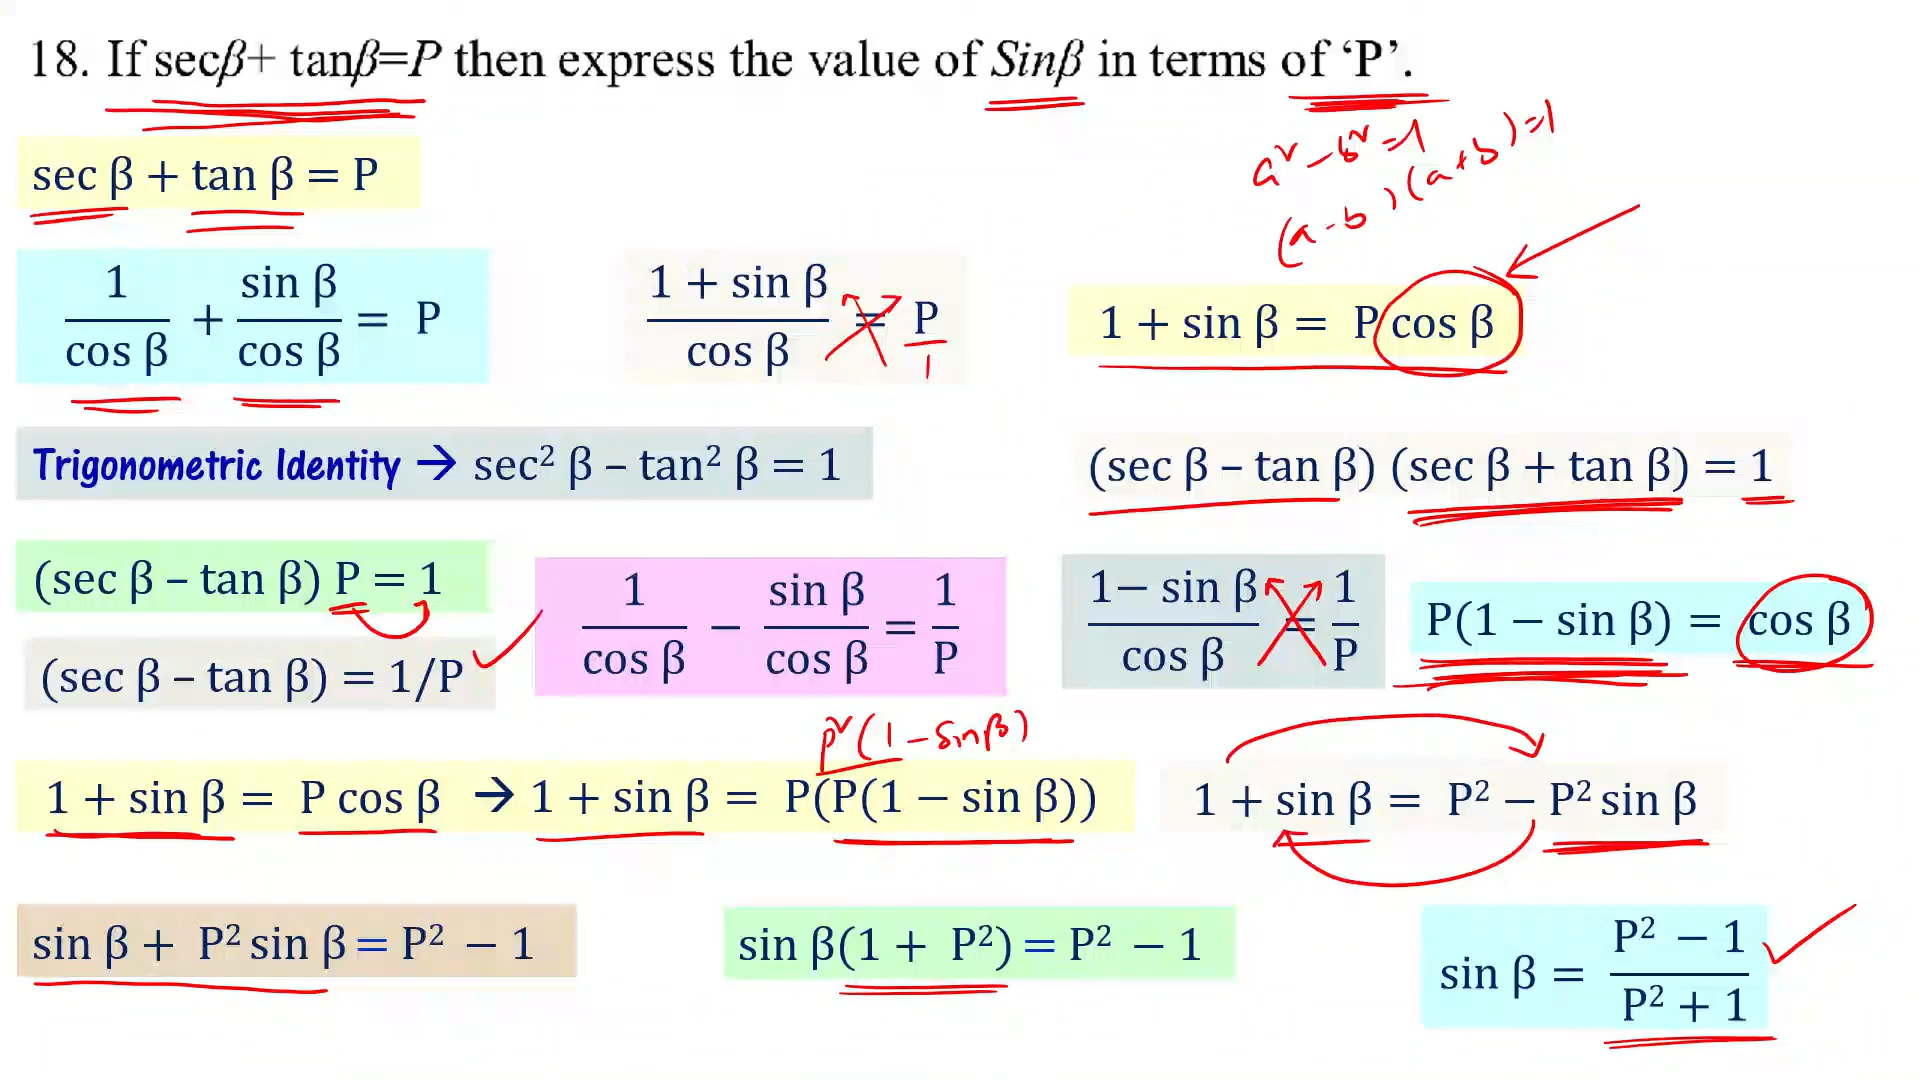 18. If secβ+ tanβ=P then express the value of Sinβ in terms of ‘P’.
a² – b² = 1
(a - b) (a + b) = 1
sec β + tan β = P
1/cos β + sin β/cos β = P
1 + sin β/cos β = P/1
1 + sin β = P cos β
Trigonometric Identity → sec² β – tan² β = 1
(sec β – tan β) (sec β + tan β) = 1
(sec β – tan β) P = 1
(sec β – tan β) = 1/P
1/cos β − sin β/cos β = 1/P
1− sin β/cos β = 1/P
P(1 − sin β) = cos β
P²(1 – sinβ)
1 + sin β = P cos β → 1 + sin β = P(P(1 − sin β))
1 + sin β = P² − P² sin β
sin β + P² sin β = P² − 1
sin β(1 + P²) = P² − 1
sin β = P² − 1/P² + 1